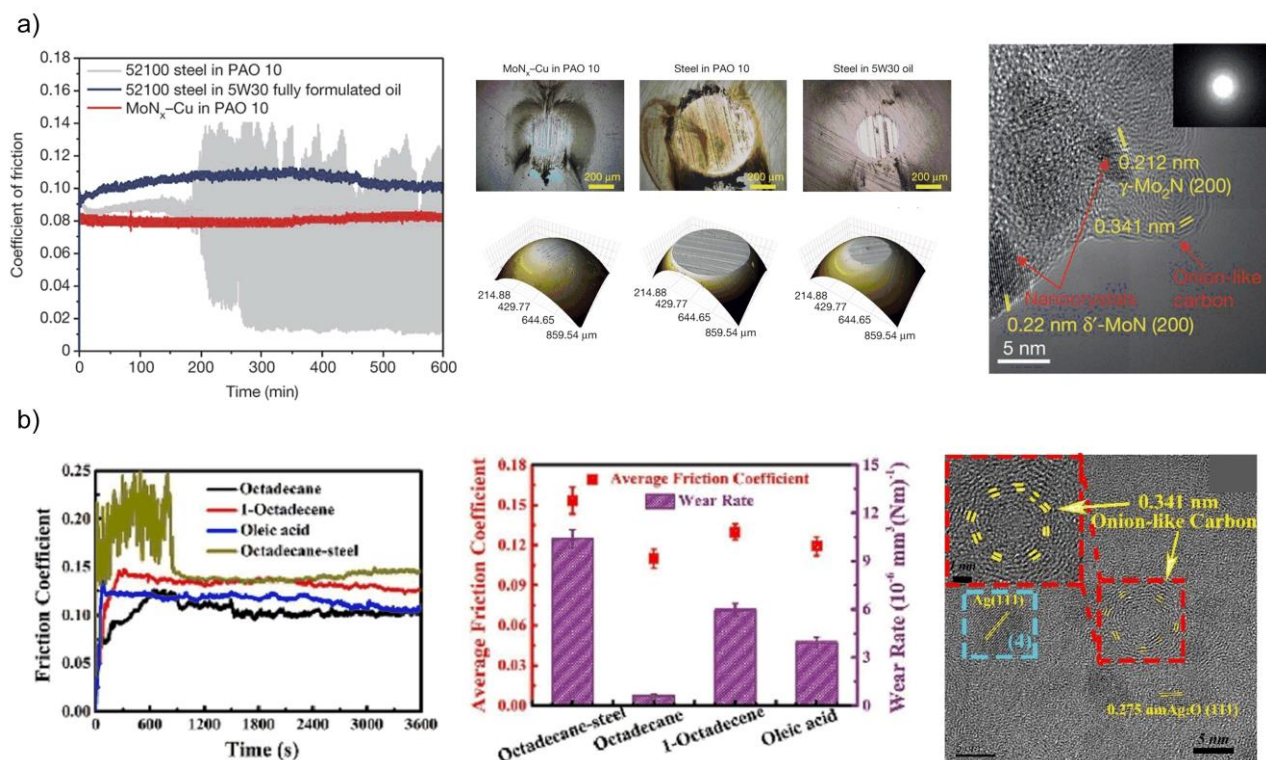 a)
0.18
0.16
0.14
0.12
0.10
0.08
0.06
0.04
0.02
0
Coefficient of friction
52100 steel in PAO 10
52100 steel in 5W30 fully formulated oil
MoNx–Cu in PAO 10
0 100 200 300 400 500 600
Time (min)
MoNx–Cu in PAO 10
Steel in PAO 10
Steel in 5W30 oil
200 μm
200 μm
200 μm
214.88
429.77
644.65
859.54 μm
214.88
429.77
644.65
859.54 μm
214.88
429.77
644.65
859.54 μm
0.212 nm
γ-Mo2N (200)
0.341 nm
Onion-like
carbon
0.22 nm δ′-MoN (200)
5 nm
b)
0.25
0.20
0.15
0.10
0.05
0.00
Friction Coefficient
Octadecane
1-Octadecene
Oleic acid
Octadecane-steel
0 600 1200 1800 2400 3000 3600
Time (s)
0.18
0.15
0.12
0.09
0.06
0.03
0.00
Average Friction Coefficient
Average Friction Coefficient
Wear Rate
15
12
9
6
3
0
Wear Rate (10-6 mm3(Nm)-1
Octadecane-steel
Octadecane
1-Octadecene
Oleic acid
0.341 nm
Onion-like Carbon
Ag(111)
(4)
5 nm